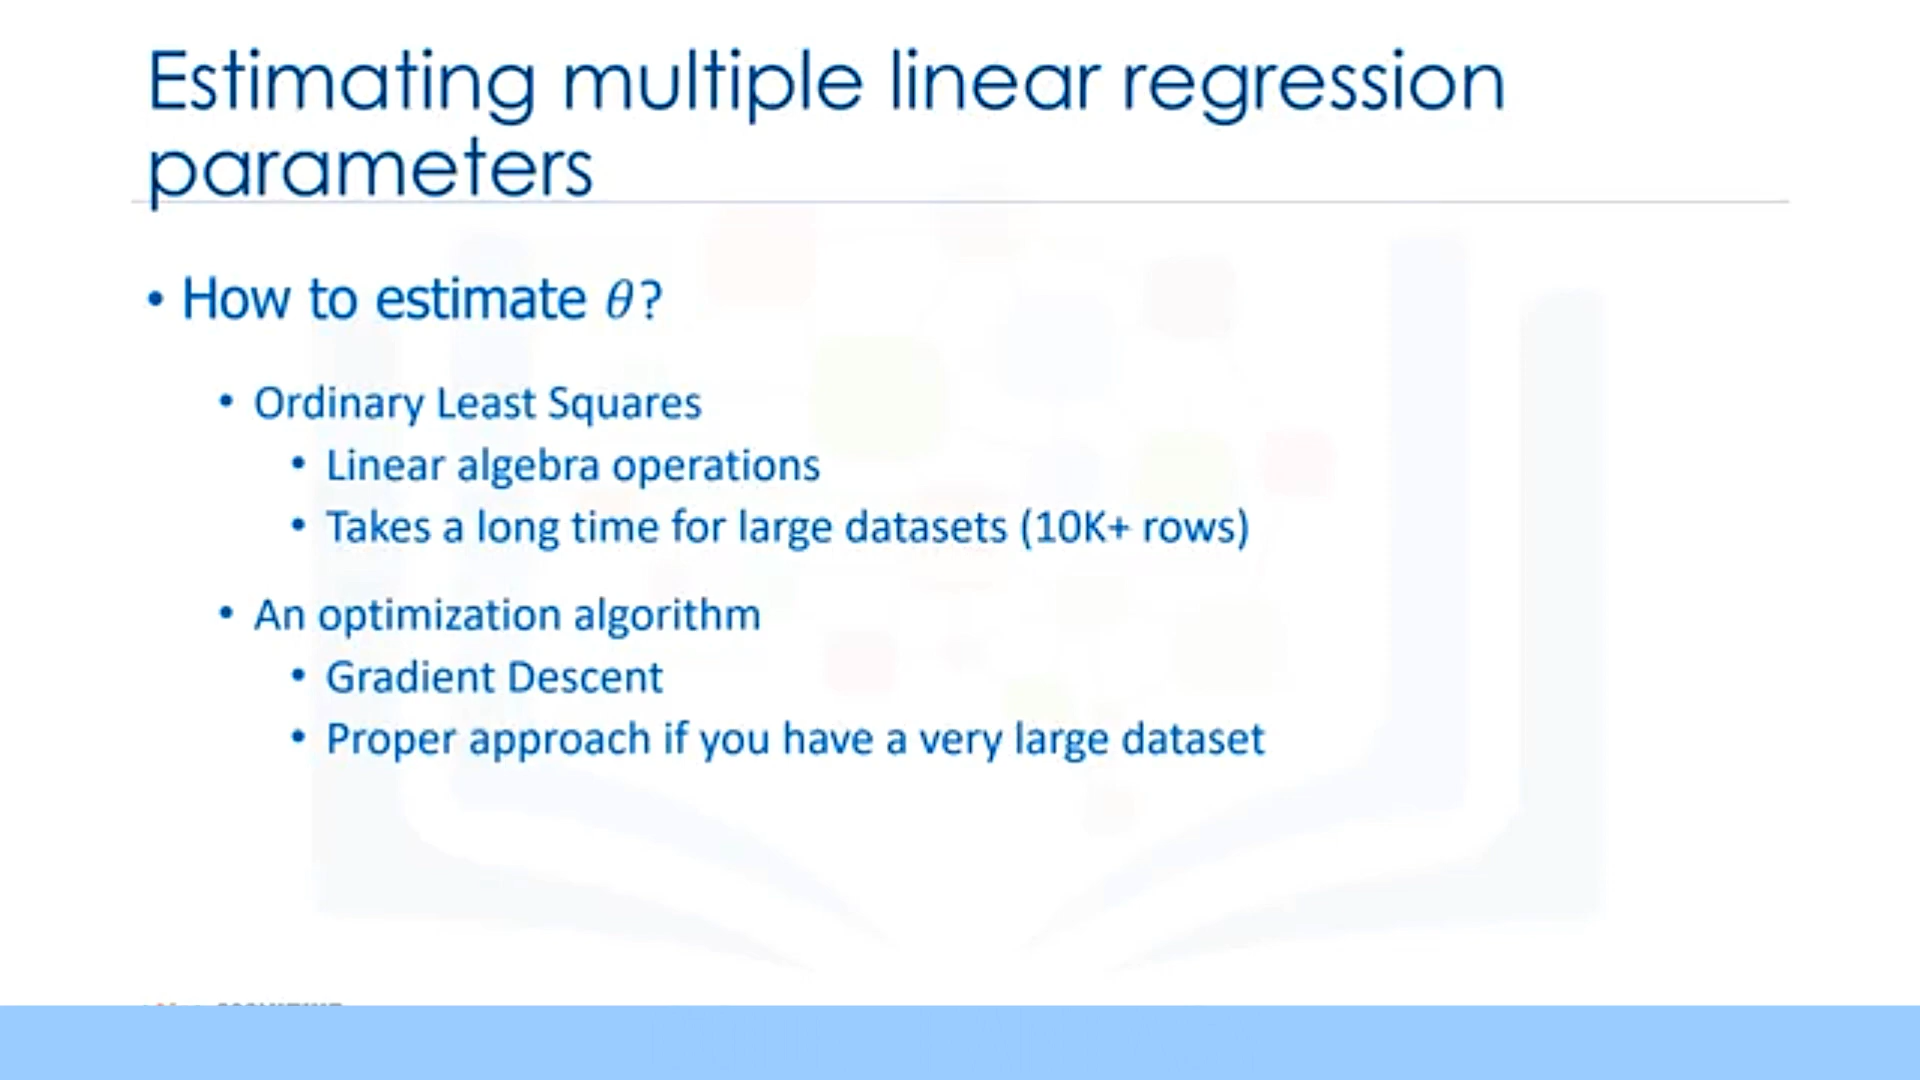 Estimating multiple linear regression
parameters
• How to estimate θ?
• Ordinary Least Squares
• Linear algebra operations
• Takes a long time for large datasets (10K+ rows)
• An optimization algorithm
• Gradient Descent
• Proper approach if you have a very large dataset